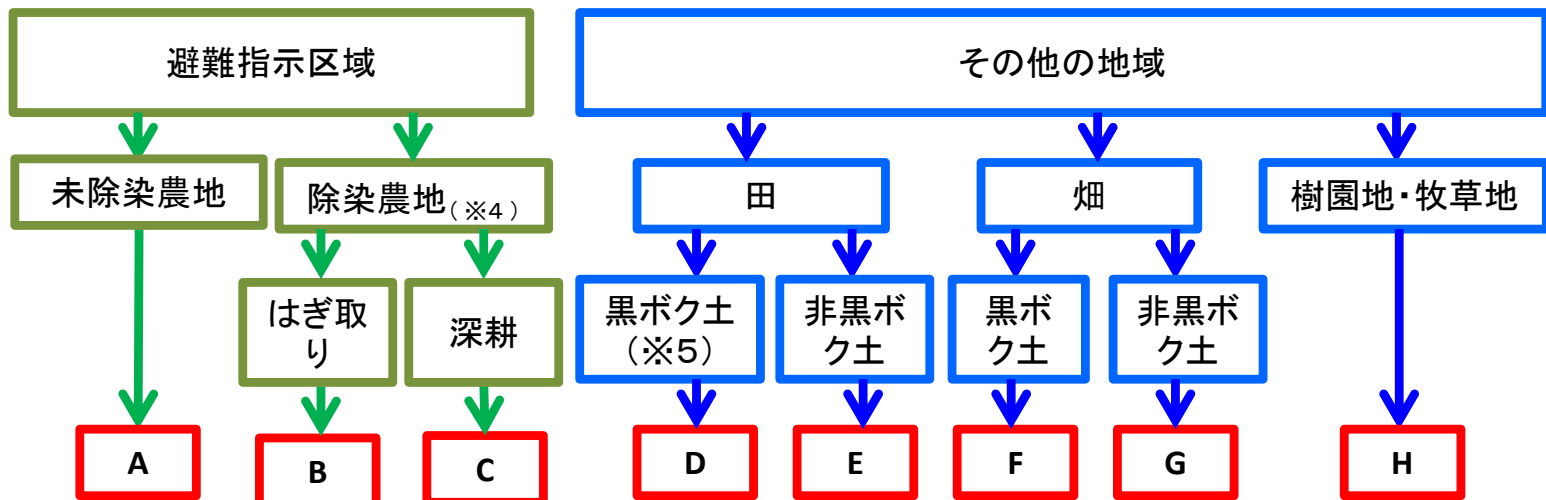 避難指示区域
その他の地域
未除染農地
除染農地(※4)
田
畑
樹園地・牧草地
はぎ取
り
深耕
黒ボク土
(※5)
非黒ボ
ク土
黒ボ
ク土
非黒ボ
ク土
A
B
C
D
E
F
G
H